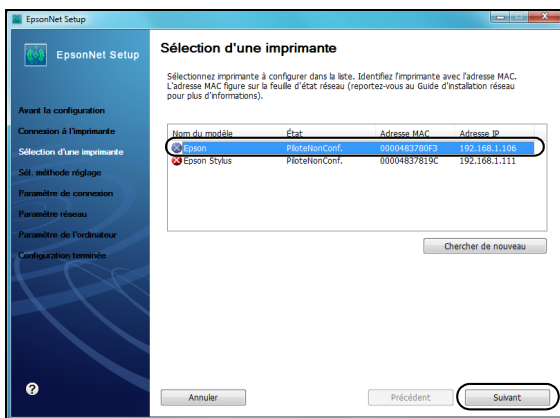 EpsonNet Setup
EpsonNet Setup
Avant la configuration
Connexion à l'imprimante
Sélection d'une imprimante
Sél. méthode réglage
Paramètre de connexion
Paramètre réseau
Paramètre de l'ordinateur
Configuration terminée
Sélection d'une imprimante
Sélectionnez imprimante à configurer dans la liste. Identifiez l'imprimante avec l'adresse MAC.
L'adresse MAC figure sur la feuille d'état réseau (reportez-vous au Guide d'installation réseau
pour plus d'informations).
Nom du modèle État Adresse MAC Adresse IP
Epson PiloteNonConf. 0000483780F3 192.168.1.106
Epson Stylus PiloteNonConf. 00004837819C 192.168.1.111
Chercher de nouveau
?
Annuler Précédent Suivant